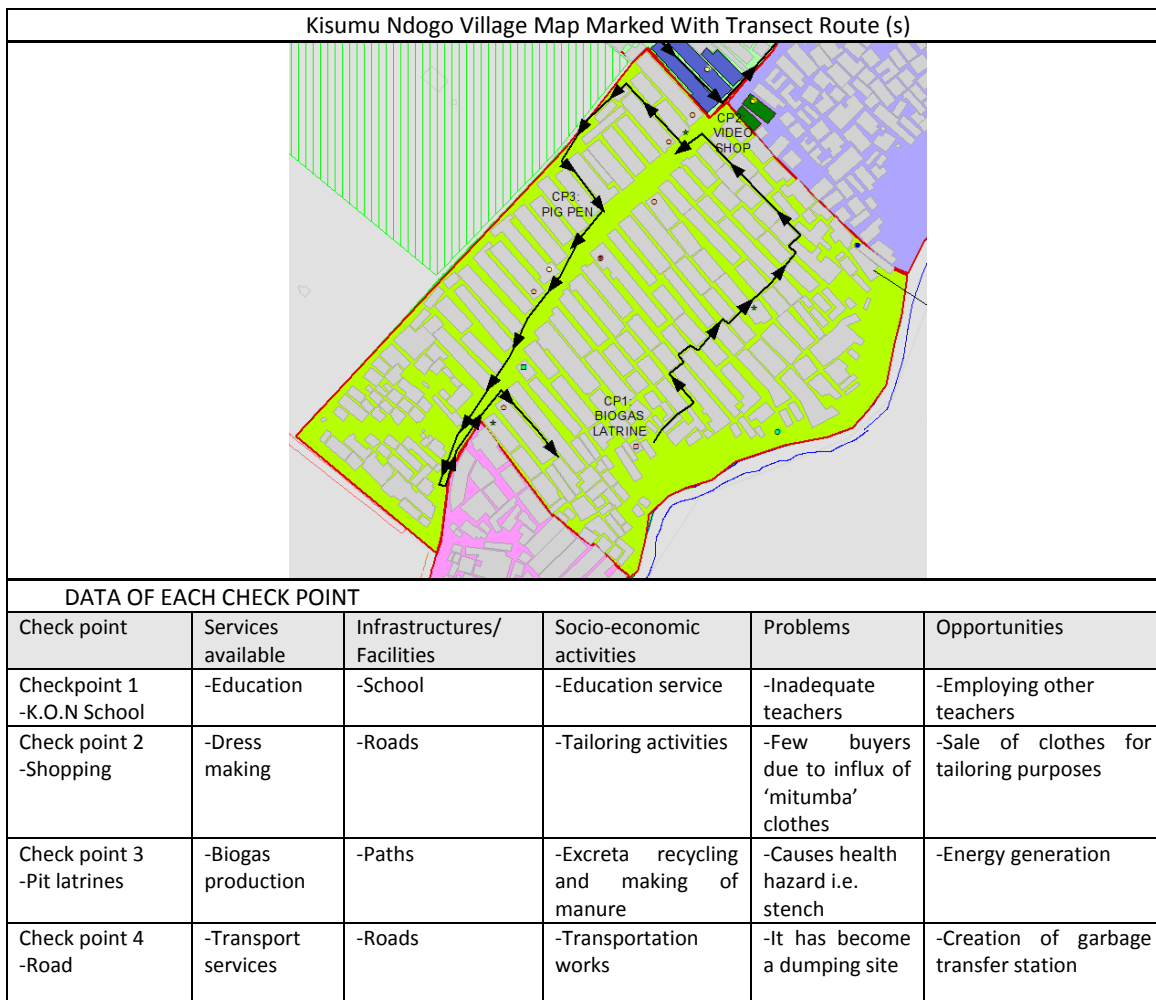 Kisumu Ndogo Village Map Marked With Transect Route (s)
CP2:
VIDEO
SHOP
CP3:
PIG PEN
CP1:
BIOGAS
LATRINE
DATA OF EACH CHECK POINT
Check point
Services
available
Infrastructures/
Facilities
Socio-economic
activities
Problems
Opportunities
Checkpoint 1
-K.O.N School
-Education
-School
-Education service
-Inadequate
teachers
-Employing other
teachers
Check point 2
-Shopping
-Dress
making
-Roads
-Tailoring activities
-Few buyers
due to influx of
‘mitumba’
clothes
-Sale of clothes for
tailoring purposes
Check point 3
-Pit latrines
-Biogas
production
-Paths
-Excreta recycling
and making of
manure
-Causes health
hazard i.e.
stench
-Energy generation
Check point 4
-Road
-Transport
services
-Roads
-Transportation
works
-It has become
a dumping site
-Creation of garbage
transfer station